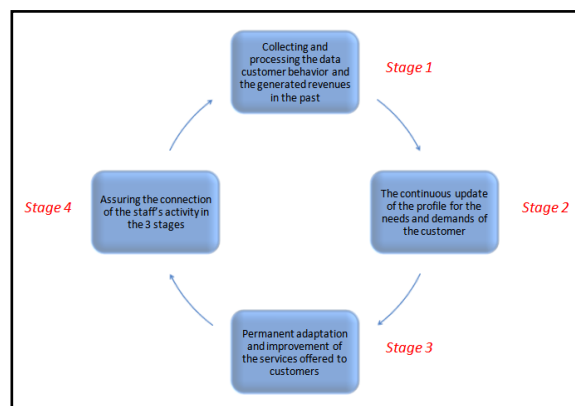 Collecting and
processing the data
customer behavior and
the generated revenues
in the past
Stage 1
The continuous update
of the profile for the
needs and demands of
the customer
Stage 2
Permanent adaptation
and improvement of
the services offered to
customers
Stage 3
Stage 4
Assuring the connection
of the staff's activity in
the 3 stages